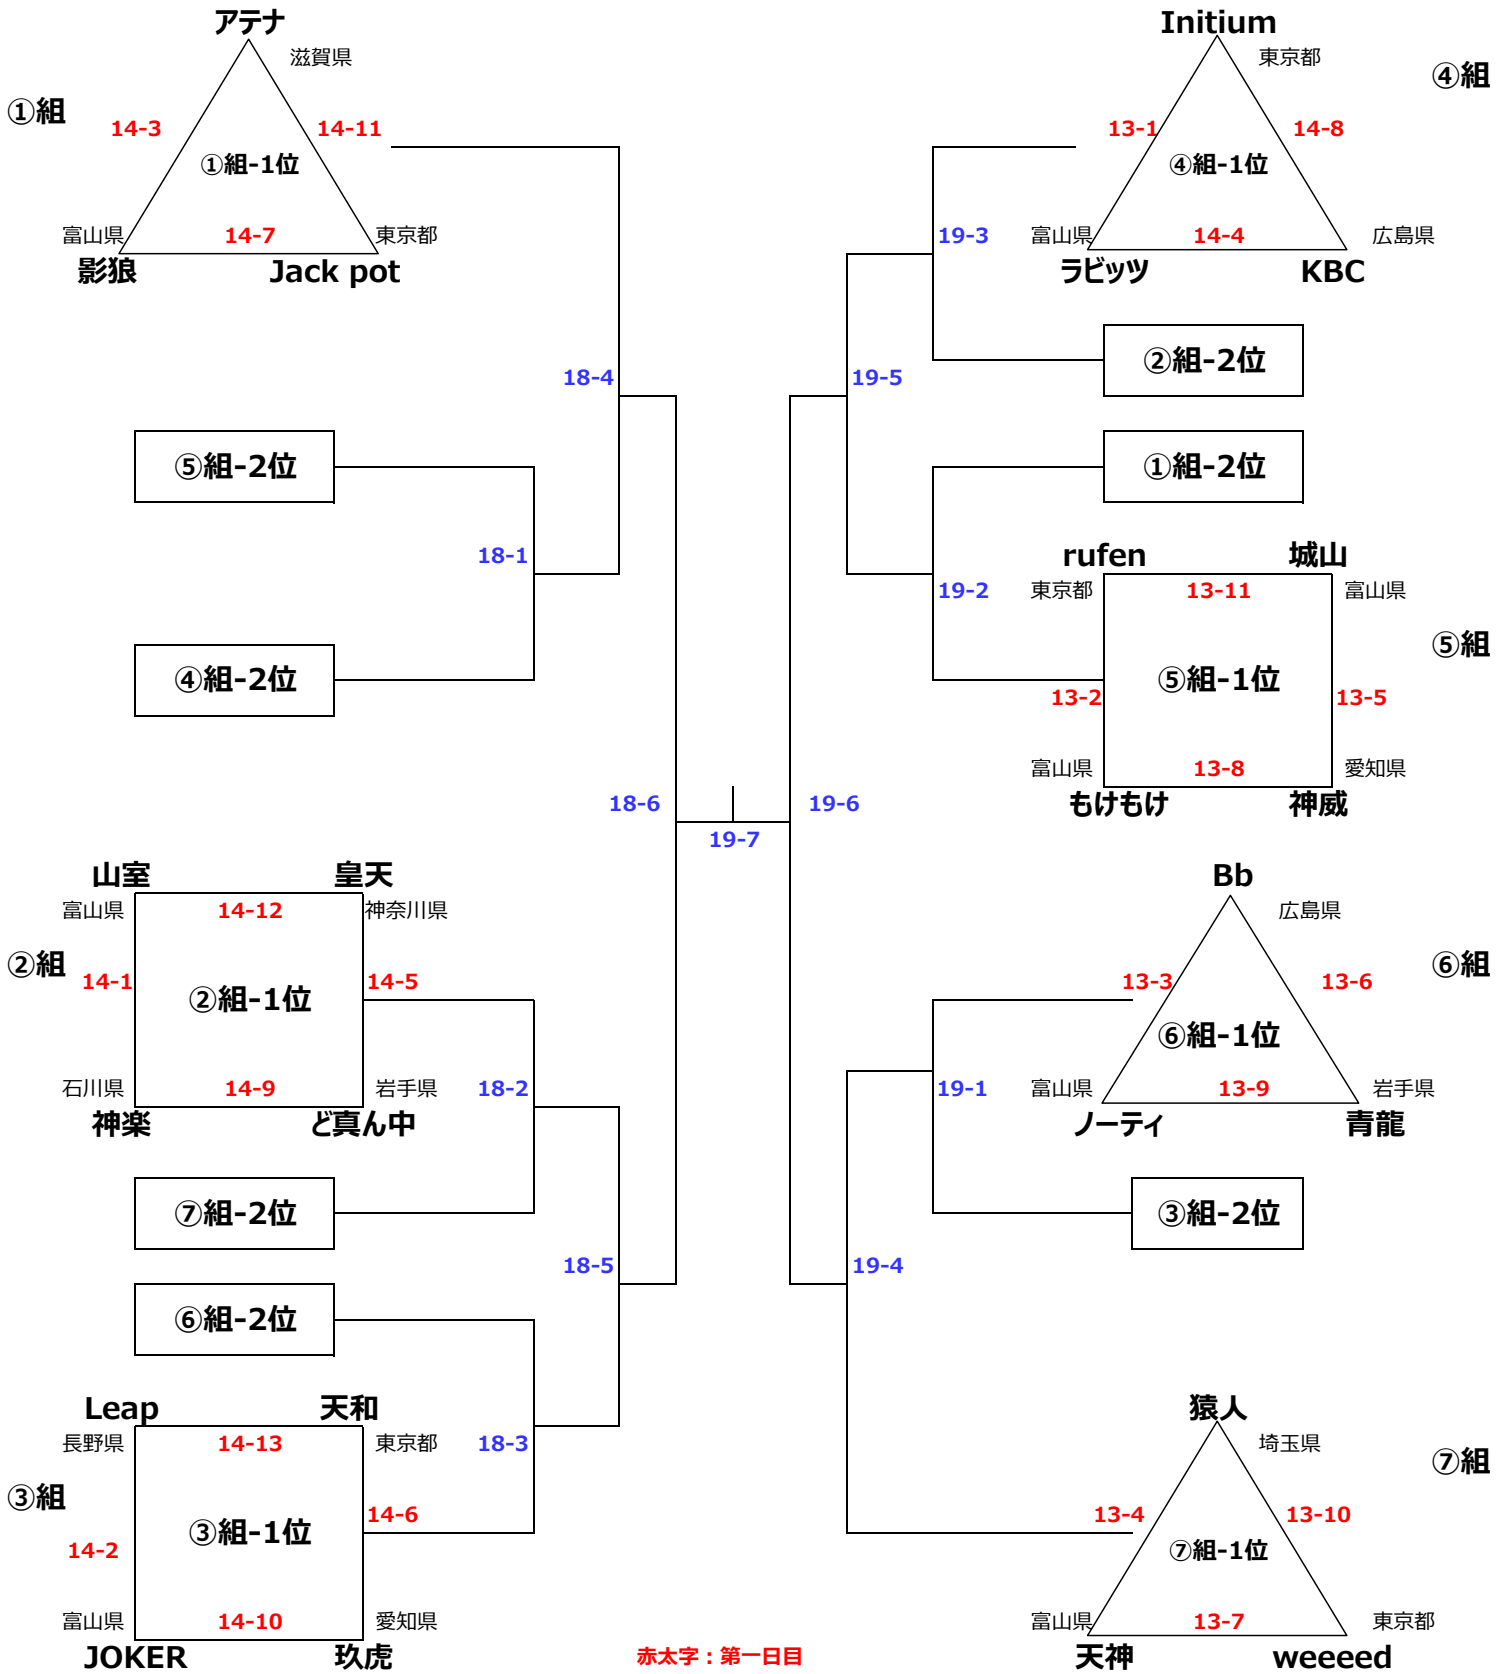 アテナ
滋賀県
①組
14-3
14-11
①組-1位
富山県
14-7
東京都
影狼
Jack pot
18-4
⑤組-2位
18-1
④組-2位
18-6
山室
皇天
富山県
14-12
神奈川県
②組
14-1
②組-1位
14-5
石川県
14-9
岩手県
18-2
神楽
ど真ん中
⑦組-2位
18-5
⑥組-2位
Leap
天和
長野県
14-13
東京都
18-3
③組
14-2
③組-1位
14-6
富山県
14-10
愛知県
JOKER
玖虎
19-7
赤太字：第一日目
Initium
東京都
④組
13-1
14-8
④組-1位
19-3
富山県
14-4
広島県
ラビッツ
KBC
②組-2位
19-5
①組-2位
rufen
城山
19-2
東京都
13-11
富山県
⑤組
⑤組-1位
13-2
13-5
富山県
13-8
愛知県
もけもけ
神威
19-6
Bb
広島県
⑥組
13-3
13-6
⑥組-1位
19-1
富山県
13-9
岩手県
ノーティ
青龍
③組-2位
19-4
猿人
埼玉県
⑦組
13-4
13-10
⑦組-1位
富山県
13-7
東京都
天神
weeeed